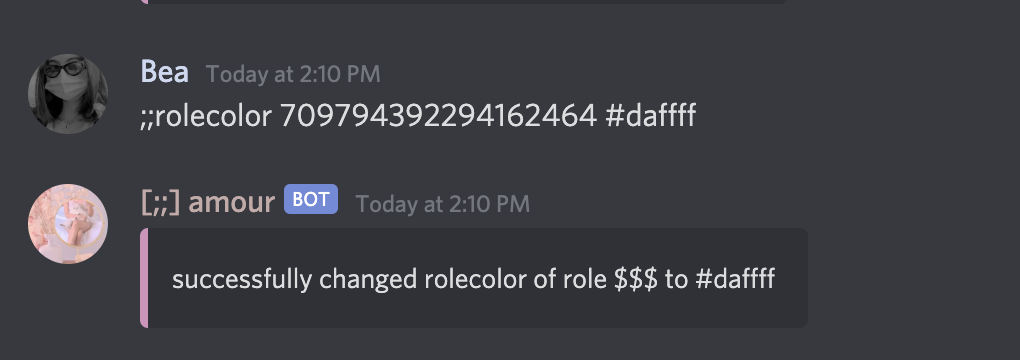 Bea Today at 2:10 PM
;;rolecolor 709794392294162464 #daffff
[;;] amour BOT Today at 2:10 PM
successfully changed rolecolor of role $$$ to #daffff